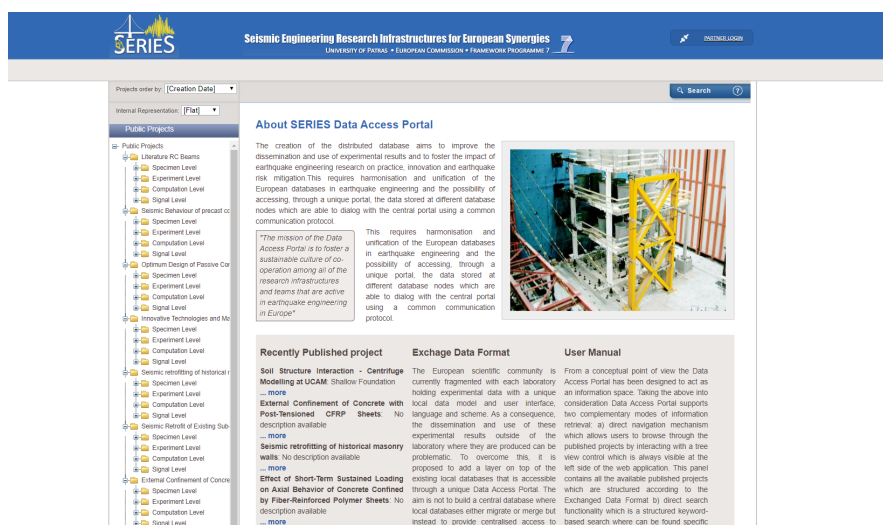 SERIES
Seismic Engineering Research Infrastructures for European Synergies
UNIVERSITY OF PATRAS • EUROPEAN COMMISSION • FRAMEWORK PROGRAMME 7
PARTNER LOGIN
Projects order by: [Creation Date]
Internal Representation: [Flat]
Search
?
Public Projects
Public Projects
Literature RC Beams
Specimen Level
Experiment Level
Computation Level
Signal Level
Seismic Behaviour of precast co
Specimen Level
Experiment Level
Computation Level
Signal Level
Optimum Design of Passive Con
Specimen Level
Experiment Level
Computation Level
Signal Level
Innovative Technologies and Ma
Specimen Level
Experiment Level
Computation Level
Signal Level
Seismic retrofitting of historical r
Specimen Level
Experiment Level
Computation Level
Signal Level
Seismic Retrofit of Existing Sub-
Specimen Level
Experiment Level
Computation Level
Signal Level
External Confinement of Concre
Specimen Level
Experiment Level
Computation Level
Signal Level
About SERIES Data Access Portal
The creation of the distributed database aims to improve the
dissemination and use of experimental results and to foster the impact of
earthquake engineering research on practice, innovation and earthquake
risk mitigation.This requires harmonisation and unification of the
European databases in earthquake engineering and the possibility of
accessing, through a unique portal, the data stored at different database
nodes which are able to dialog with the central portal using a common
communication protocol.
"The mission of the Data
Access Portal is to foster a
sustainable culture of co-
operation among all of the
research infrastructures
and teams that are active
in earthquake engineering
in Europe"
This requires harmonisation and
unification of the European databases
in earthquake engineering and the
possibility of accessing, through a
unique portal, the data stored at
different database nodes which are
able to dialog with the central portal
using a common communication
protocol.
Recently Published project
Soil Structure Interaction - Centrifuge
Modelling at UCAM: Shallow Foundation
... more
External Confinement of Concrete with
Post-Tensioned CFRP Sheets: No
description available
... more
Seismic retrofitting of historical masonry
walls: No description available
... more
Effect of Short-Term Sustained Loading
on Axial Behavior of Concrete Confined
by Fiber-Reinforced Polymer Sheets: No
description available
... more
Exchage Data Format
The European scientific community is
currently fragmented with each laboratory
holding experimental data with a unique
local data model and user interface,
language and scheme. As a consequence,
the dissemination and use of these
experimental results outside of the
laboratory where they are produced can be
problematic. To overcome this, it is
proposed to add a layer on top of the
existing local databases that is accessible
through a unique Data Access Portal. The
aim is not to build a central database where
local databases either migrate or merge but
instead to provide centralised access to
User Manual
From a conceptual point of view the Data
Access Portal has been designed to act as
an information space. Taking the above into
consideration Data Access Portal supports
two complementary modes of information
retrieval: a) direct navigation mechanism
which allows users to browse through the
published projects by interacting with a tree
view control which is always visible at the
left side of the web application. This panel
contains all the available published projects
which are structured according to the
Exchanged Data Format b) direct search
functionality which is a structured keyword-
based search where can be found specific